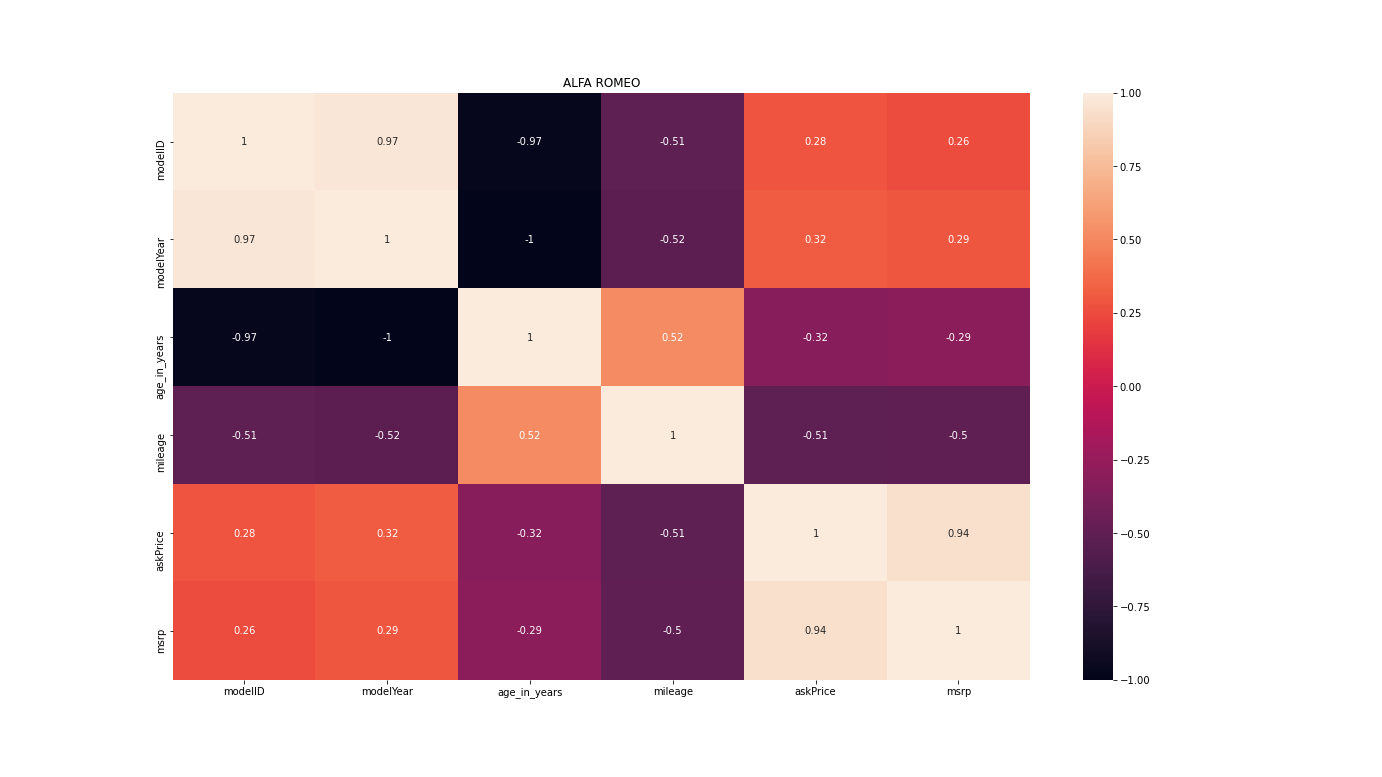 ALFA ROMEO
modelID 1 0.97 -0.97 -0.51 0.28 0.26
modelYear 0.97 1 -1 -0.52 0.32 0.29
age_in_years -0.97 -1 1 0.52 -0.32 -0.29
mileage -0.51 -0.52 0.52 1 -0.51 -0.5
askPrice 0.28 0.32 -0.32 -0.51 1 0.94
msrp 0.26 0.29 -0.29 -0.5 0.94 1
modelID modelYear age_in_years mileage askPrice msrp
1.00
0.75
0.50
0.25
0.00
−0.25
−0.50
−0.75
−1.00